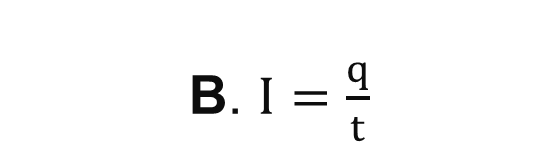 B. I = q/t